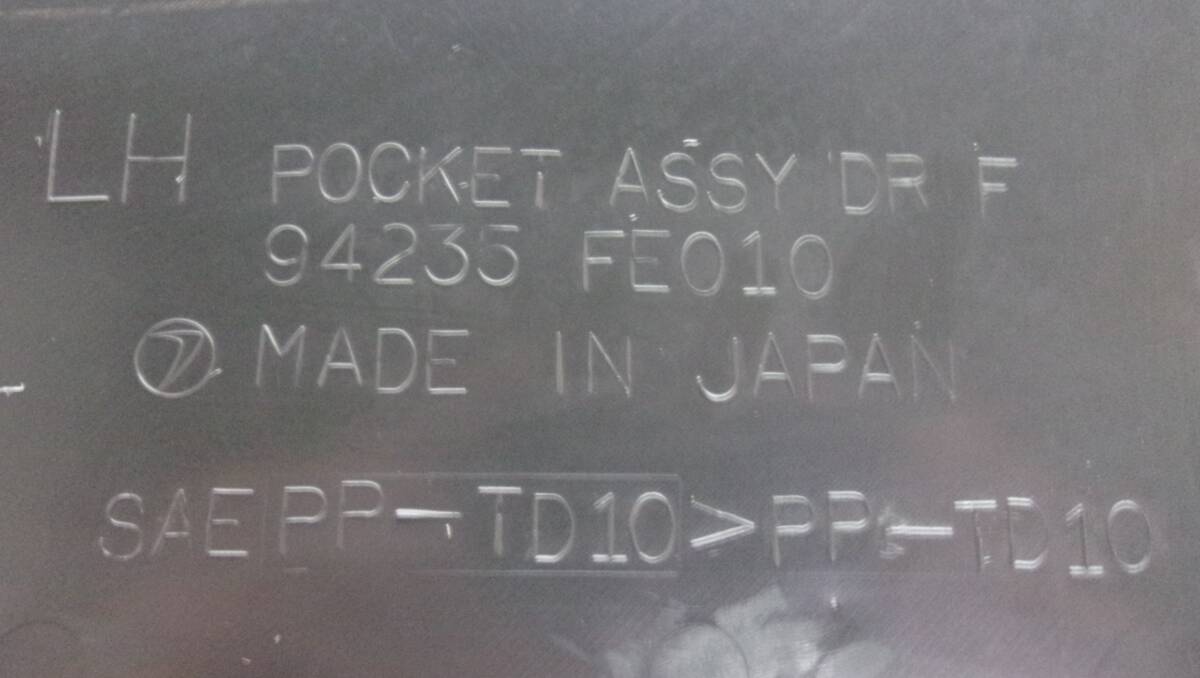 LH POCKET ASSY DR F
94235 FE010
MADE IN JAPAN
SAE PP-TD10 >PP-TD10